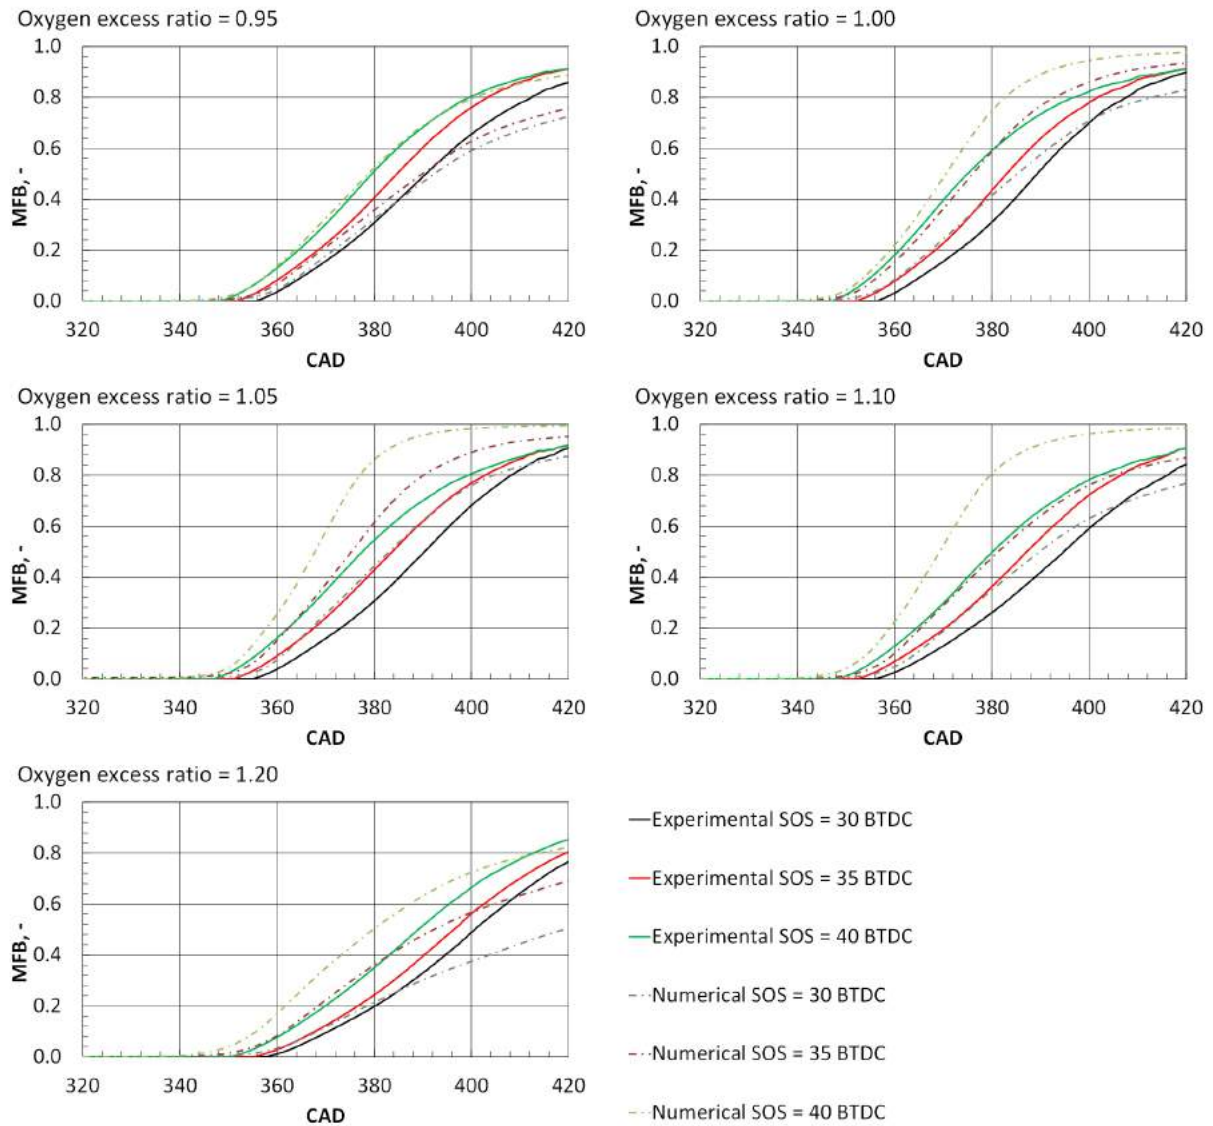 Oxygen excess ratio = 0.95
1.0
0.8
0.6
0.4
0.2
0.0
MFB, -
320 340 360 380 400 420
CAD
Oxygen excess ratio = 1.00
1.0
0.8
0.6
0.4
0.2
0.0
MFB, -
320 340 360 380 400 420
CAD
Oxygen excess ratio = 1.05
1.0
0.8
0.6
0.4
0.2
0.0
MFB, -
320 340 360 380 400 420
CAD
Oxygen excess ratio = 1.10
1.0
0.8
0.6
0.4
0.2
0.0
MFB, -
320 340 360 380 400 420
CAD
Oxygen excess ratio = 1.20
1.0
0.8
0.6
0.4
0.2
0.0
MFB, -
320 340 360 380 400 420
CAD
Experimental SOS = 30 BTDC
Experimental SOS = 35 BTDC
Experimental SOS = 40 BTDC
Numerical SOS = 30 BTDC
Numerical SOS = 35 BTDC
Numerical SOS = 40 BTDC